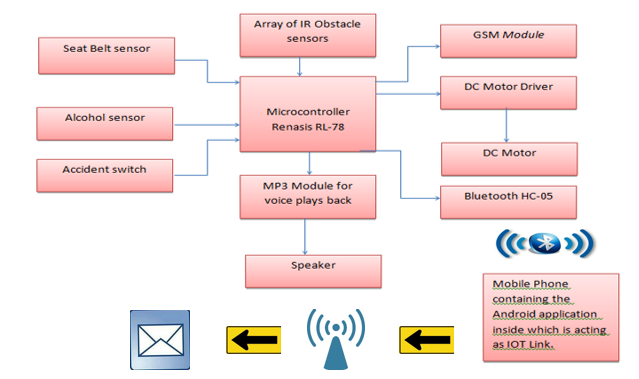 Array of IR Obstacle
sensors
Seat Belt sensor
GSM Module
Microcontroller
Renasis RL-78
DC Motor Driver
Alcohol sensor
Accident switch
DC Motor
MP3 Module for
voice plays back
Bluetooth HC-05
Speaker
Mobile Phone
containing the
Android application
inside which is acting
as IOT Link.